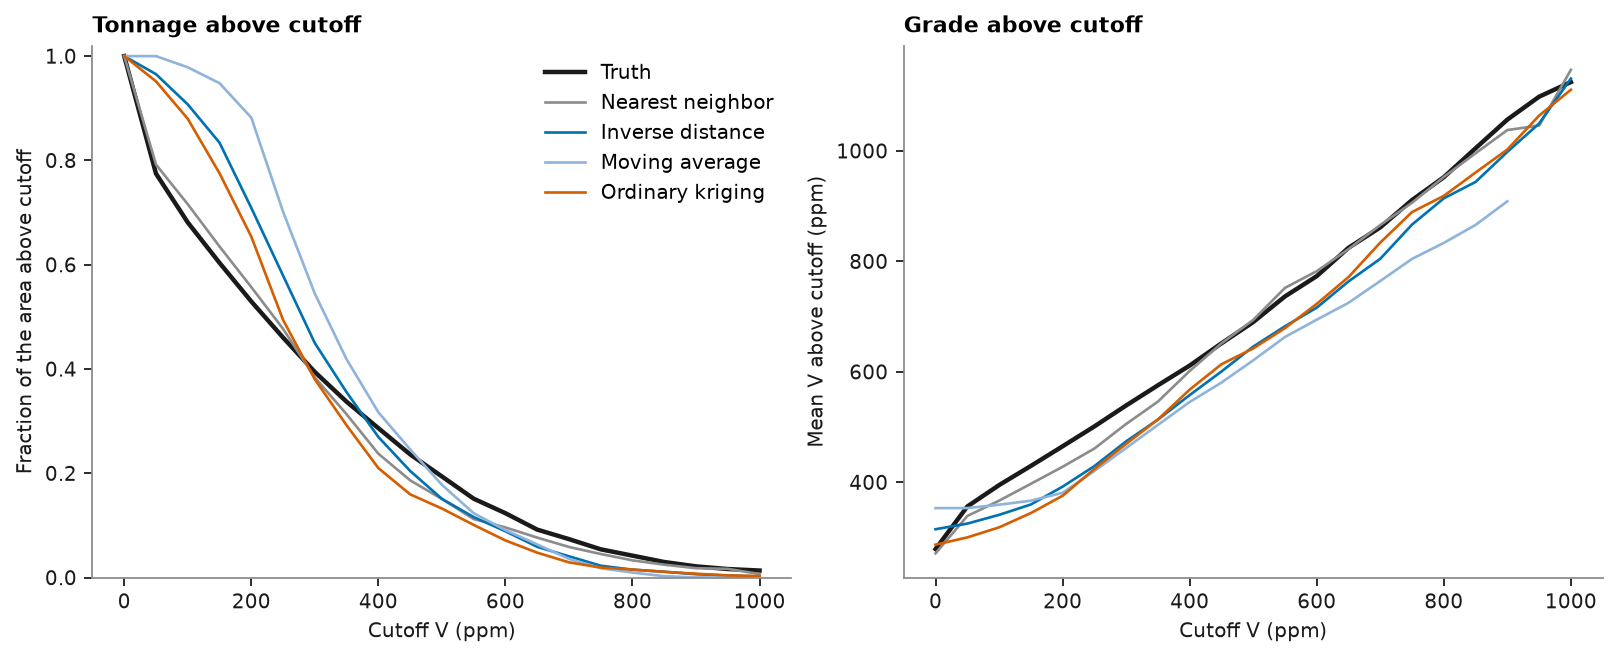 Tonnage above cutoff
Fraction of the area above cutoff
1.0
0.8
0.6
0.4
0.2
0.0
0 200 400 600 800 1000
Cutoff V (ppm)
Truth
Nearest neighbor
Inverse distance
Moving average
Ordinary kriging
Grade above cutoff
Mean V above cutoff (ppm)
1000
800
600
400
0 200 400 600 800 1000
Cutoff V (ppm)